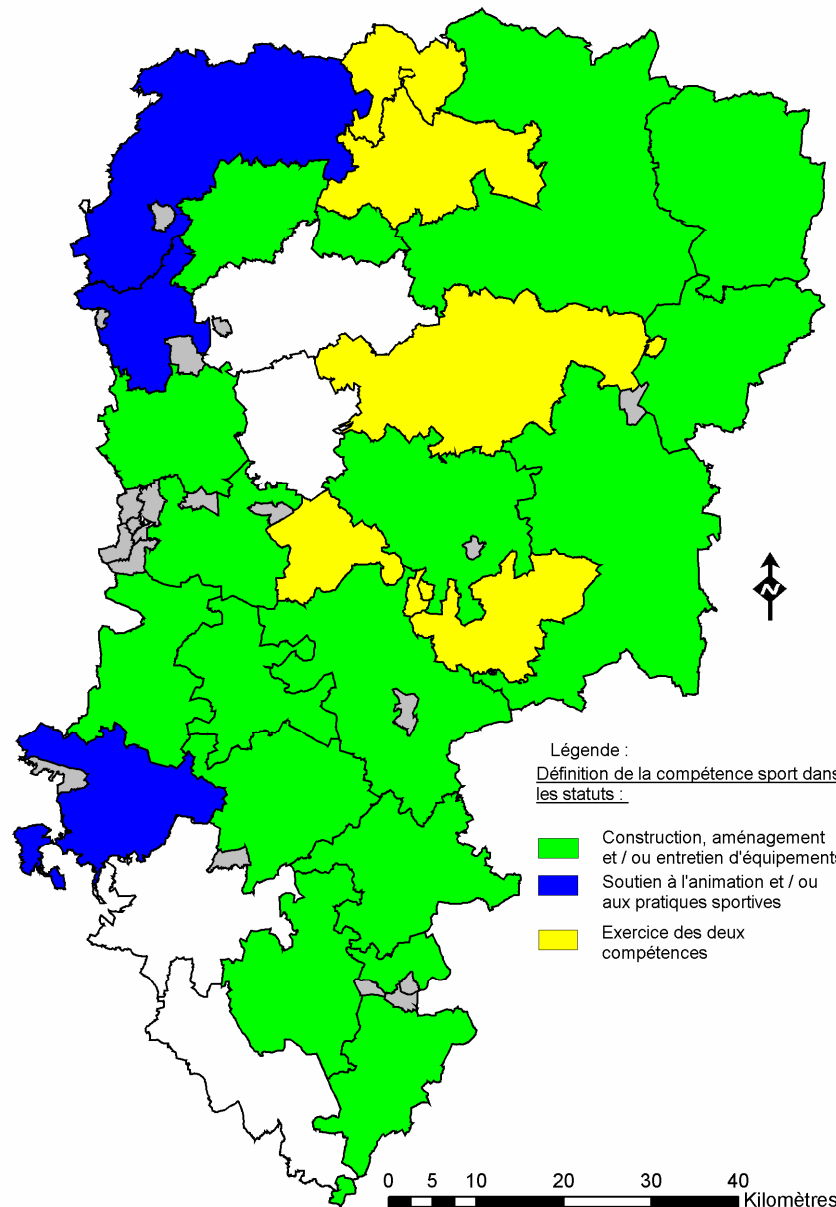 N
Légende :
Définition de la compétence sport dans
les statuts :
Construction, aménagement
et / ou entretien d'équipements
Soutien à l'animation et / ou
aux pratiques sportives
Exercice des deux
compétences
0 5 10 20 30 40
Kilomètres